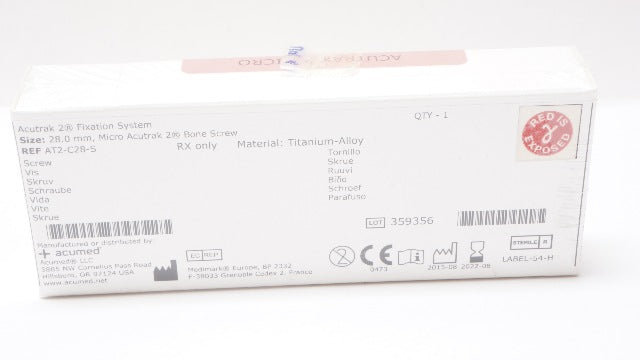 ACUTRAK
MICRO
Acutrak 2® Fixation System
QTY - 1
Size: 28.0 mm, Micro Acutrak 2® Bone Screw
REF AT2-C28-S
RX only
Material: Titanium-Alloy
RED IS
EXPOSED
Screw
Vis
Skruv
Schraube
Vida
Vite
Skrue
Tornillo
Skrue
Ruuvi
Βίδα
Schroef
Parafuso
LOT 359356
Manufactured or distributed by:
acumed®
Acumed® LLC
5885 NW Cornelius Pass Road
Hillsboro, OR 97124 USA
www.acumed.net
EC REP
Medimark® Europe, BP 2332
F-38033 Grenoble Cedex 2. France
2
CE
0473
2015-08
2022-08
STERILE R
LABEL-54-H